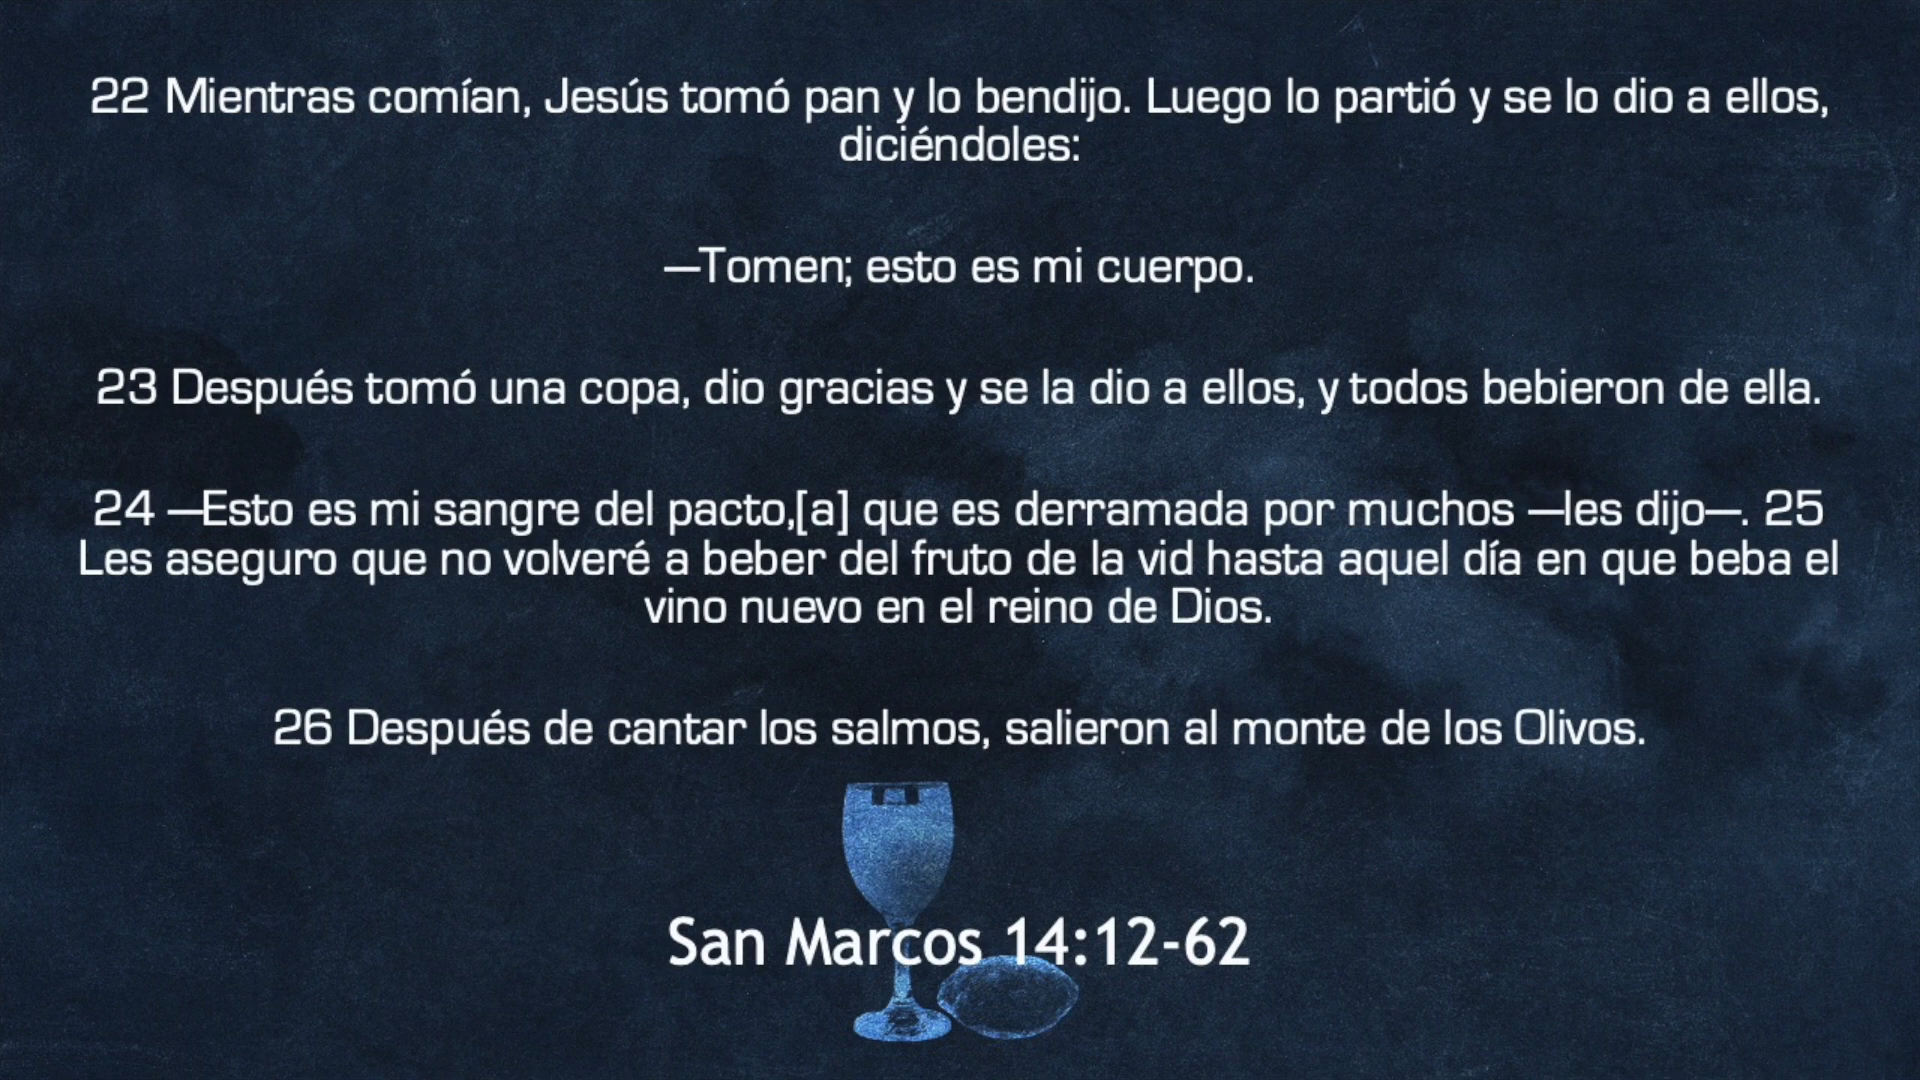 22 Mientras comían, Jesús tomó pan y lo bendijo. Luego lo partió y se lo dio a ellos,
diciéndoles:
—Tomen; esto es mi cuerpo.
23 Después tomó una copa, dio gracias y se la dio a ellos, y todos bebieron de ella.
24 —Esto es mi sangre del pacto,[a] que es derramada por muchos —les dijo—. 25
Les aseguro que no volveré a beber del fruto de la vid hasta aquel día en que beba el
vino nuevo en el reino de Dios.
26 Después de cantar los salmos, salieron al monte de los Olivos.
San Marcos 14:12-62